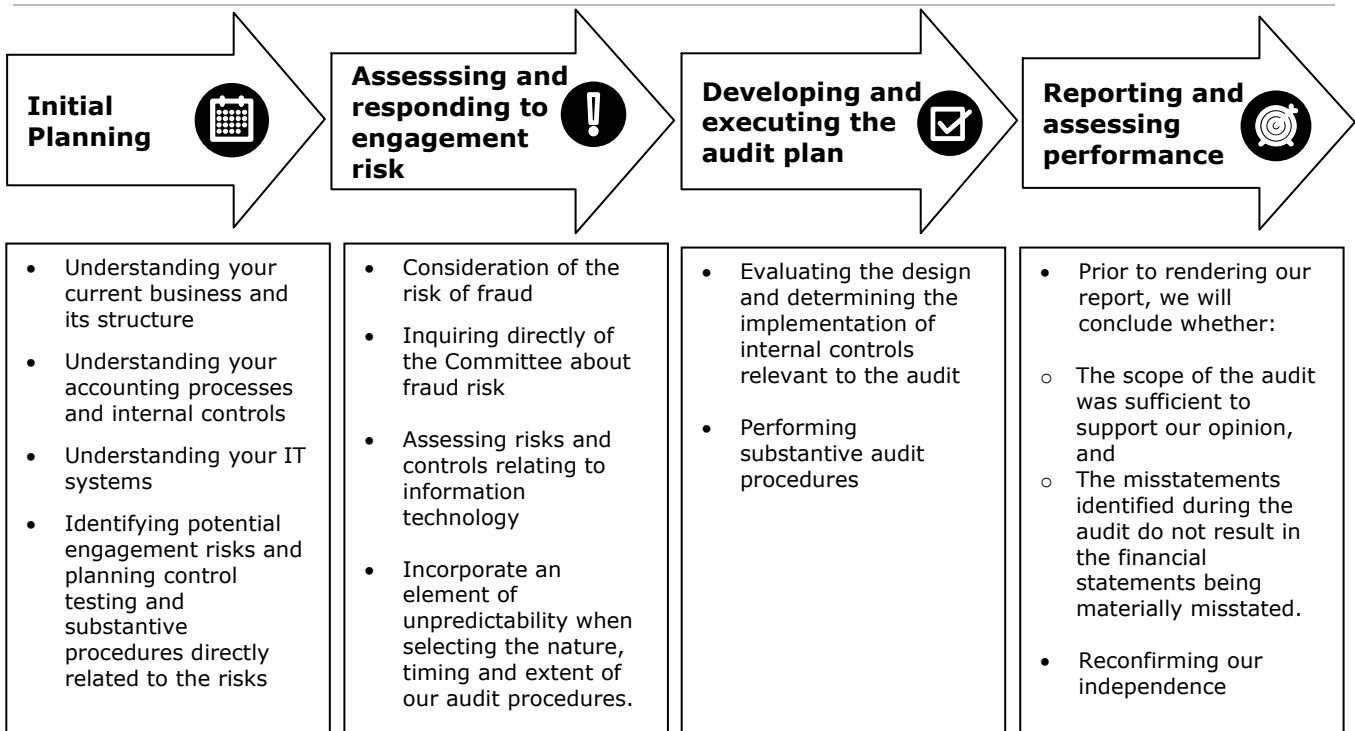 Initial
Planning
Assesssing and
responding to
engagement
risk
Developing and
executing the
audit plan
Reporting and
assessing
performance
• Understanding your
current business and
its structure
• Understanding your
accounting processes
and internal controls
• Understanding your IT
systems
• Identifying potential
engagement risks and
planning control
testing and
substantive
procedures directly
related to the risks
• Consideration of the
risk of fraud
• Inquiring directly of
the Committee about
fraud risk
• Assessing risks and
controls relating to
information
technology
• Incorporate an
element of
unpredictability when
selecting the nature,
timing and extent of
our audit procedures.
• Evaluating the design
and determining the
implementation of
internal controls
relevant to the audit
• Performing
substantive audit
procedures
• Prior to rendering our
report, we will
conclude whether:
o The scope of the audit
was sufficient to
support our opinion,
and
o The misstatements
identified during the
audit do not result in
the financial
statements being
materially misstated.
• Reconfirming our
independence